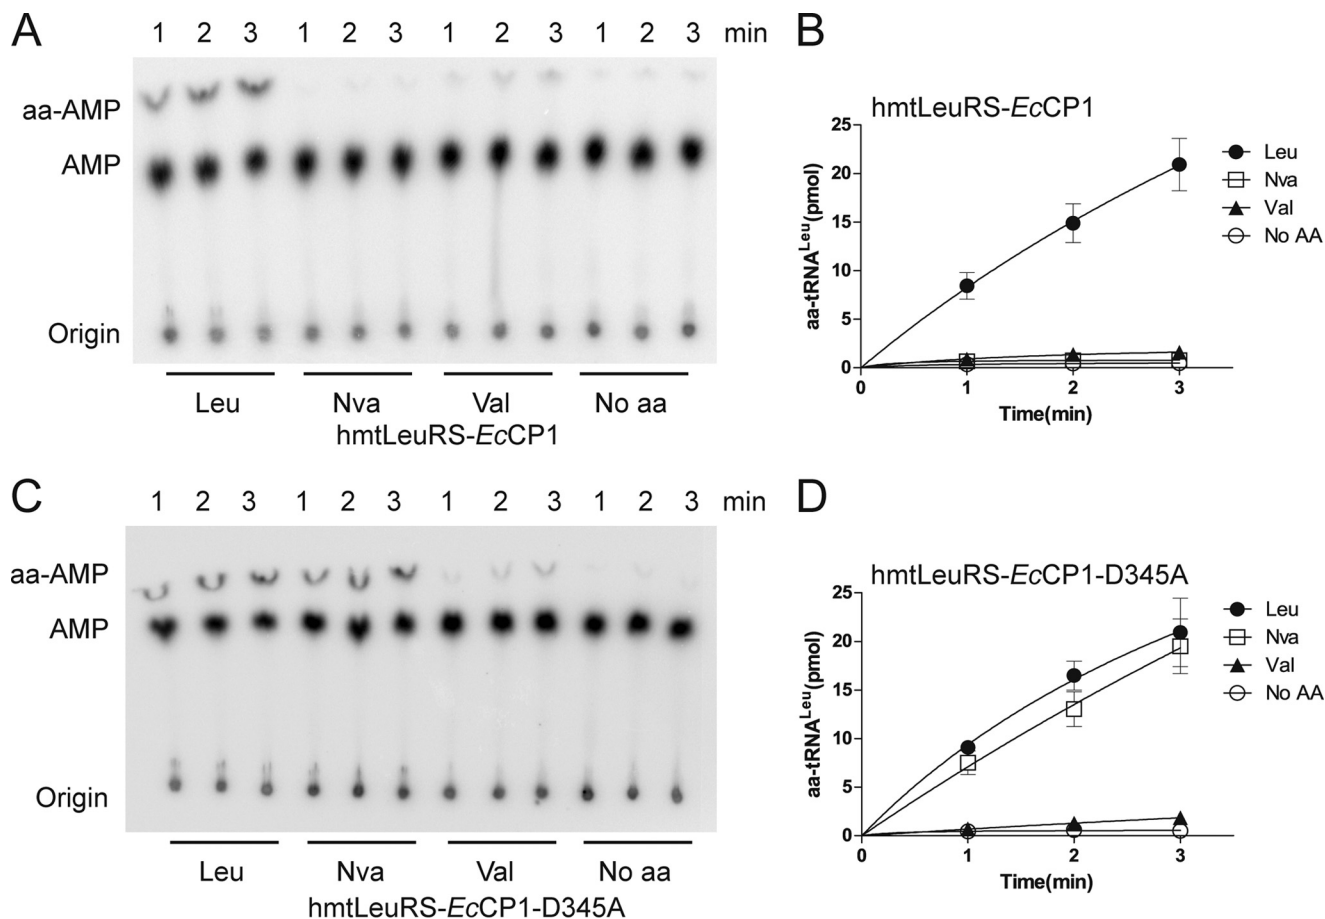 A
1 2 3 1 2 3 1 2 3 1 2 3 min
aa-AMP
AMP
Origin
Leu Nva Val No aa
hmtLeuRS-EcCP1
B
hmtLeuRS-EcCP1
25
20
15
10
5
0
aa-tRNALeu(pmol)
0 1 2 3
Time(min)
Leu
Nva
Val
No AA
C
1 2 3 1 2 3 1 2 3 1 2 3 min
aa-AMP
AMP
Origin
Leu Nva Val No aa
hmtLeuRS-EcCP1-D345A
D
hmtLeuRS-EcCP1-D345A
25
20
15
10
5
0
aa-tRNALeu(pmol)
0 1 2 3
Time(min)
Leu
Nva
Val
No AA